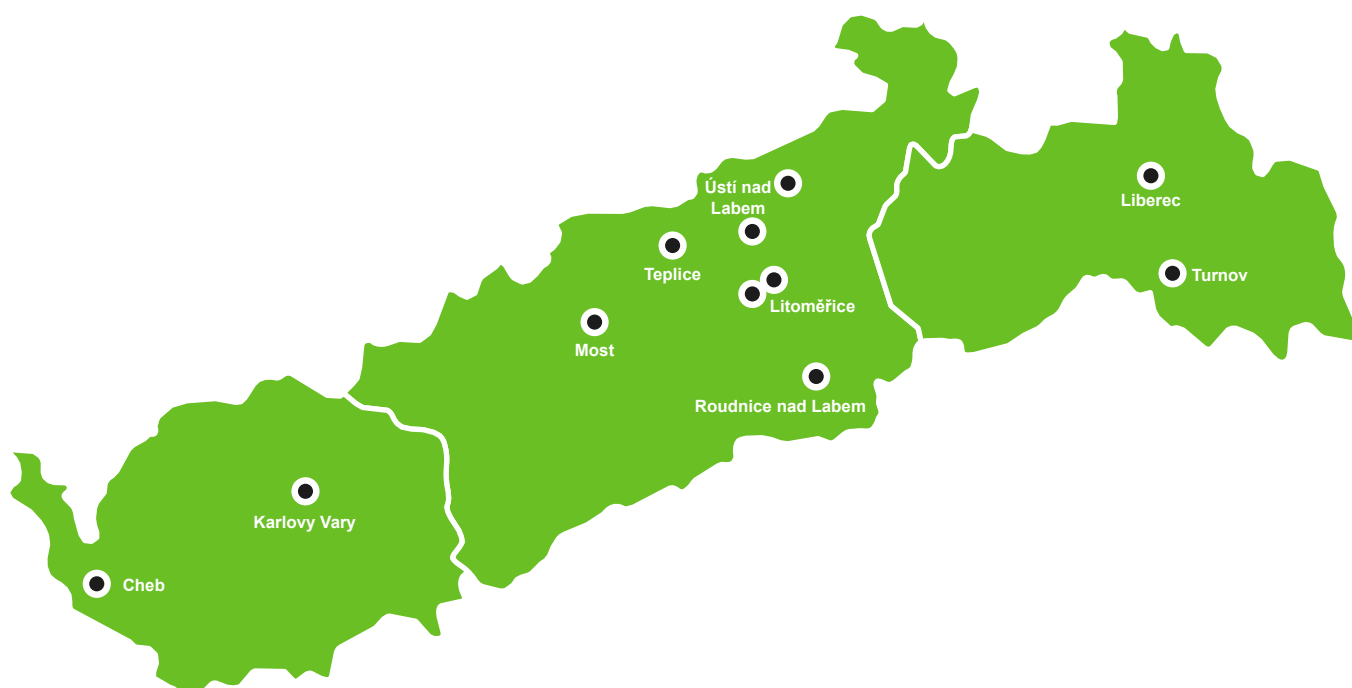 Ústí nad
Labem
Liberec
Teplice
Turnov
Litoměřice
Most
Roudnice nad Labem
Karlovy Vary
Cheb